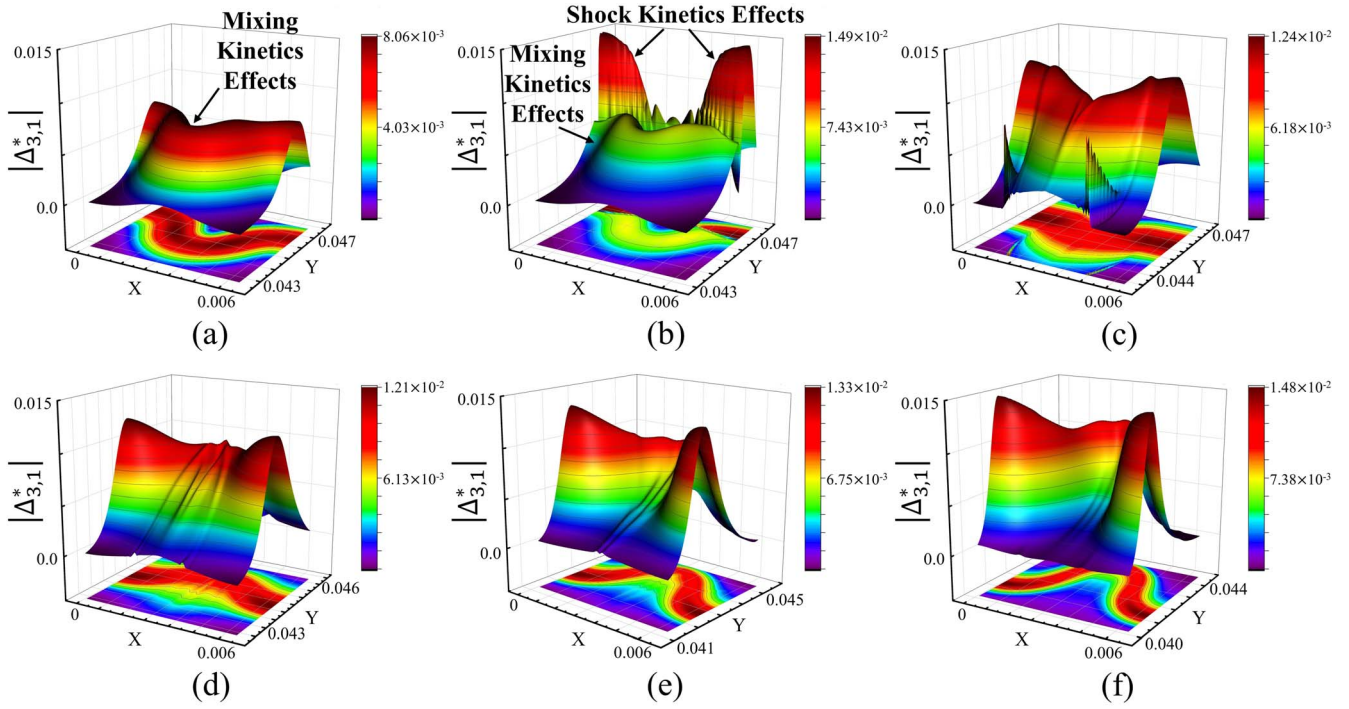 Mixing
Kinetics
Effects
0.015
|Δ*3,1|
0.0
8.06×10⁻³
4.03×10⁻³
0
X
0.006
0.043
Y
0.047
(a)
Shock Kinetics Effects
Mixing
Kinetics
Effects
0.015
|Δ*3,1|
0.0
1.49×10⁻²
7.43×10⁻³
0
X
0.006
0.043
Y
0.047
(b)
0.015
|Δ*3,1|
0.0
1.24×10⁻²
6.18×10⁻³
0
X
0.006
0.044
Y
0.047
(c)
0.015
|Δ*3,1|
0.0
1.21×10⁻²
6.13×10⁻³
0
X
0.006
0.043
Y
0.046
(d)
0.015
|Δ*3,1|
0.0
1.33×10⁻²
6.75×10⁻³
0
X
0.006
0.041
Y
0.045
(e)
0.015
|Δ*3,1|
0.0
1.48×10⁻²
7.38×10⁻³
0
X
0.006
0.040
Y
0.044
(f)